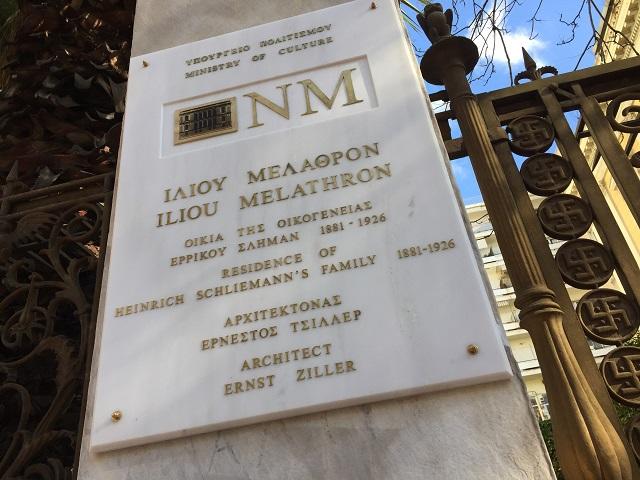 ΥΠΟΥΡΓΕΙΟ ΠΟΛΙΤΙΣΜΟΥ
MINISTRY OF CULTURE
NM
ΙΛΙΟΥ ΜΕΛΑΘΡΟΝ
ILIOU MELATHRON
ΟΙΚΙΑ ΤΗΣ ΟΙΚΟΓΕΝΕΙΑΣ
ΕΡΡΙΚΟΥ ΣΛΗΜΑΝ 1881-1926
RESIDENCE OF
HEINRICH SCHLIEMANN'S FAMILY 1881-1926
ΑΡΧΙΤΕΚΤΟΝΑΣ
ΕΡΝΕΣΤΟΣ ΤΣΙΛΛΕΡ
ARCHITECT
ERNST ZILLER